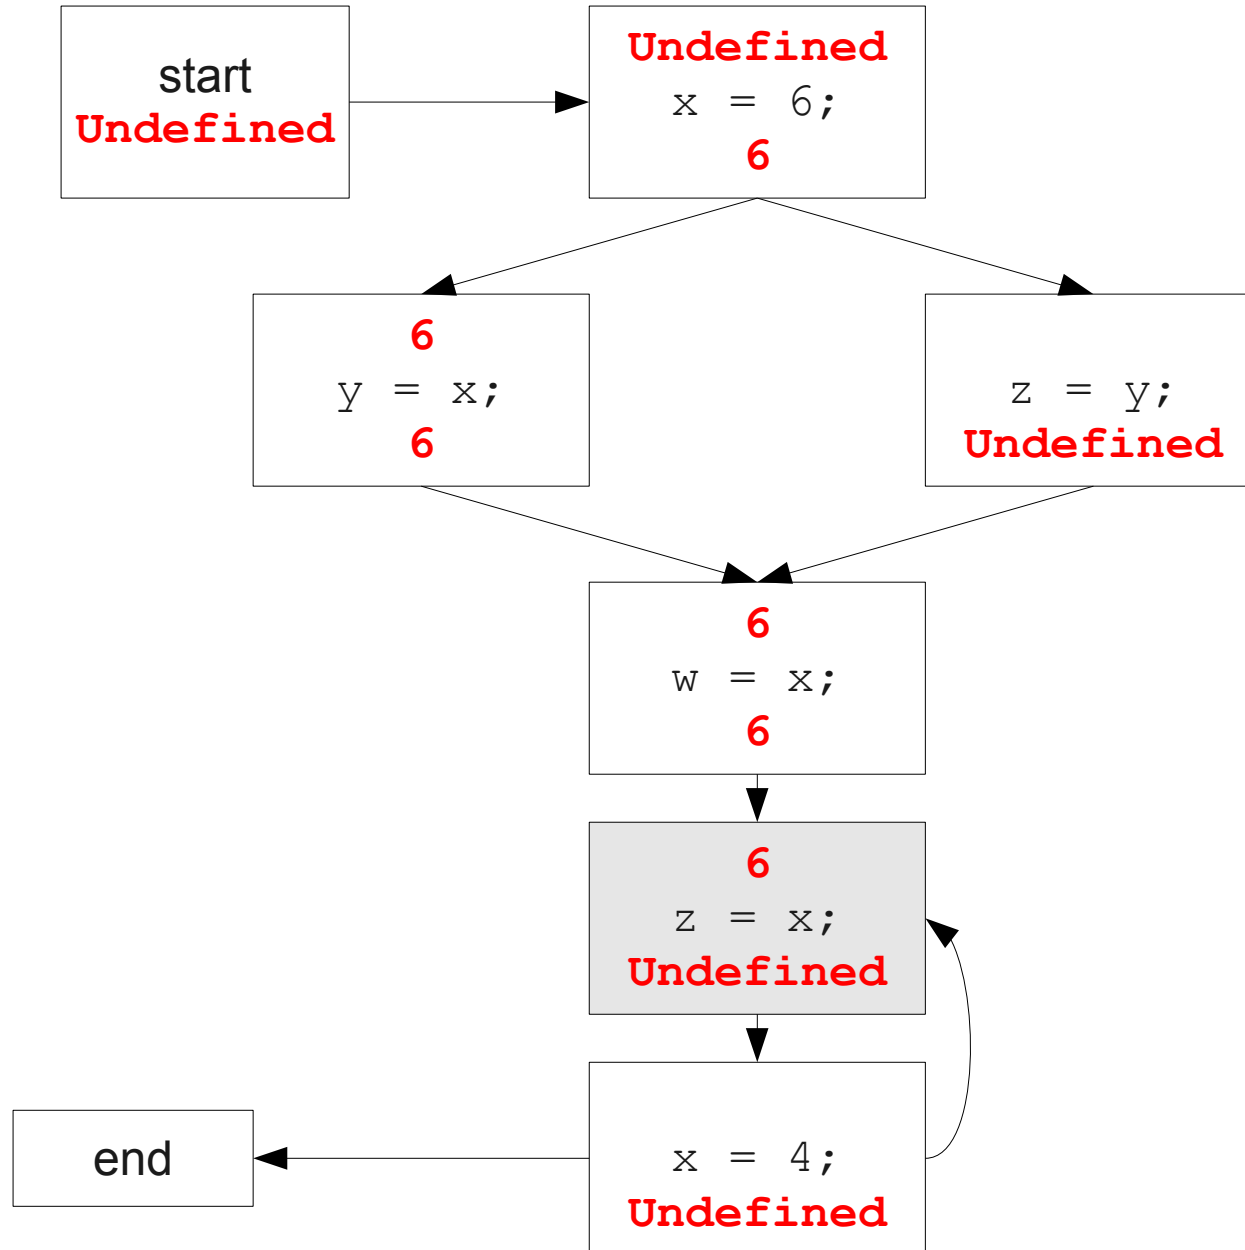 start
Undefined
Undefined
x = 6;
6
6
y = x;
6
z = y;
Undefined
6
w = x;
6
6
z = x;
Undefined
end
x = 4;
Undefined